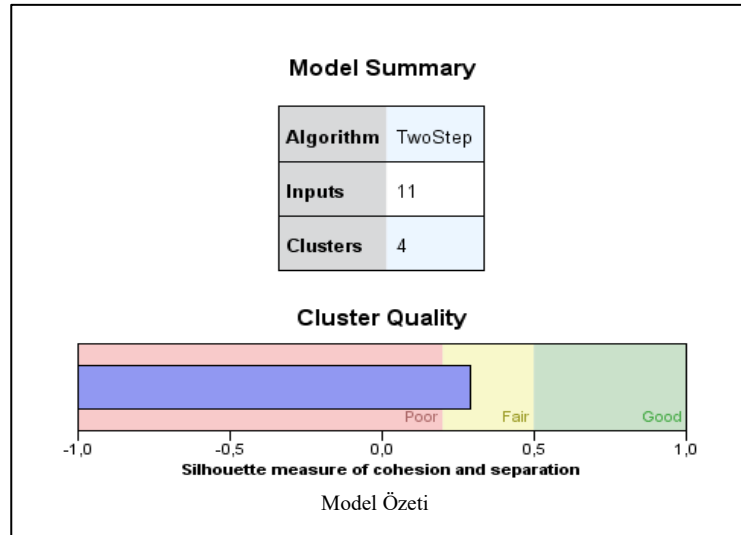 Model Summary
Algorithm TwoStep
Inputs 11
Clusters 4
Cluster Quality
Poor Fair Good
-1,0 -0,5 0,0 0,5 1,0
Silhouette measure of cohesion and separation
Model Özeti